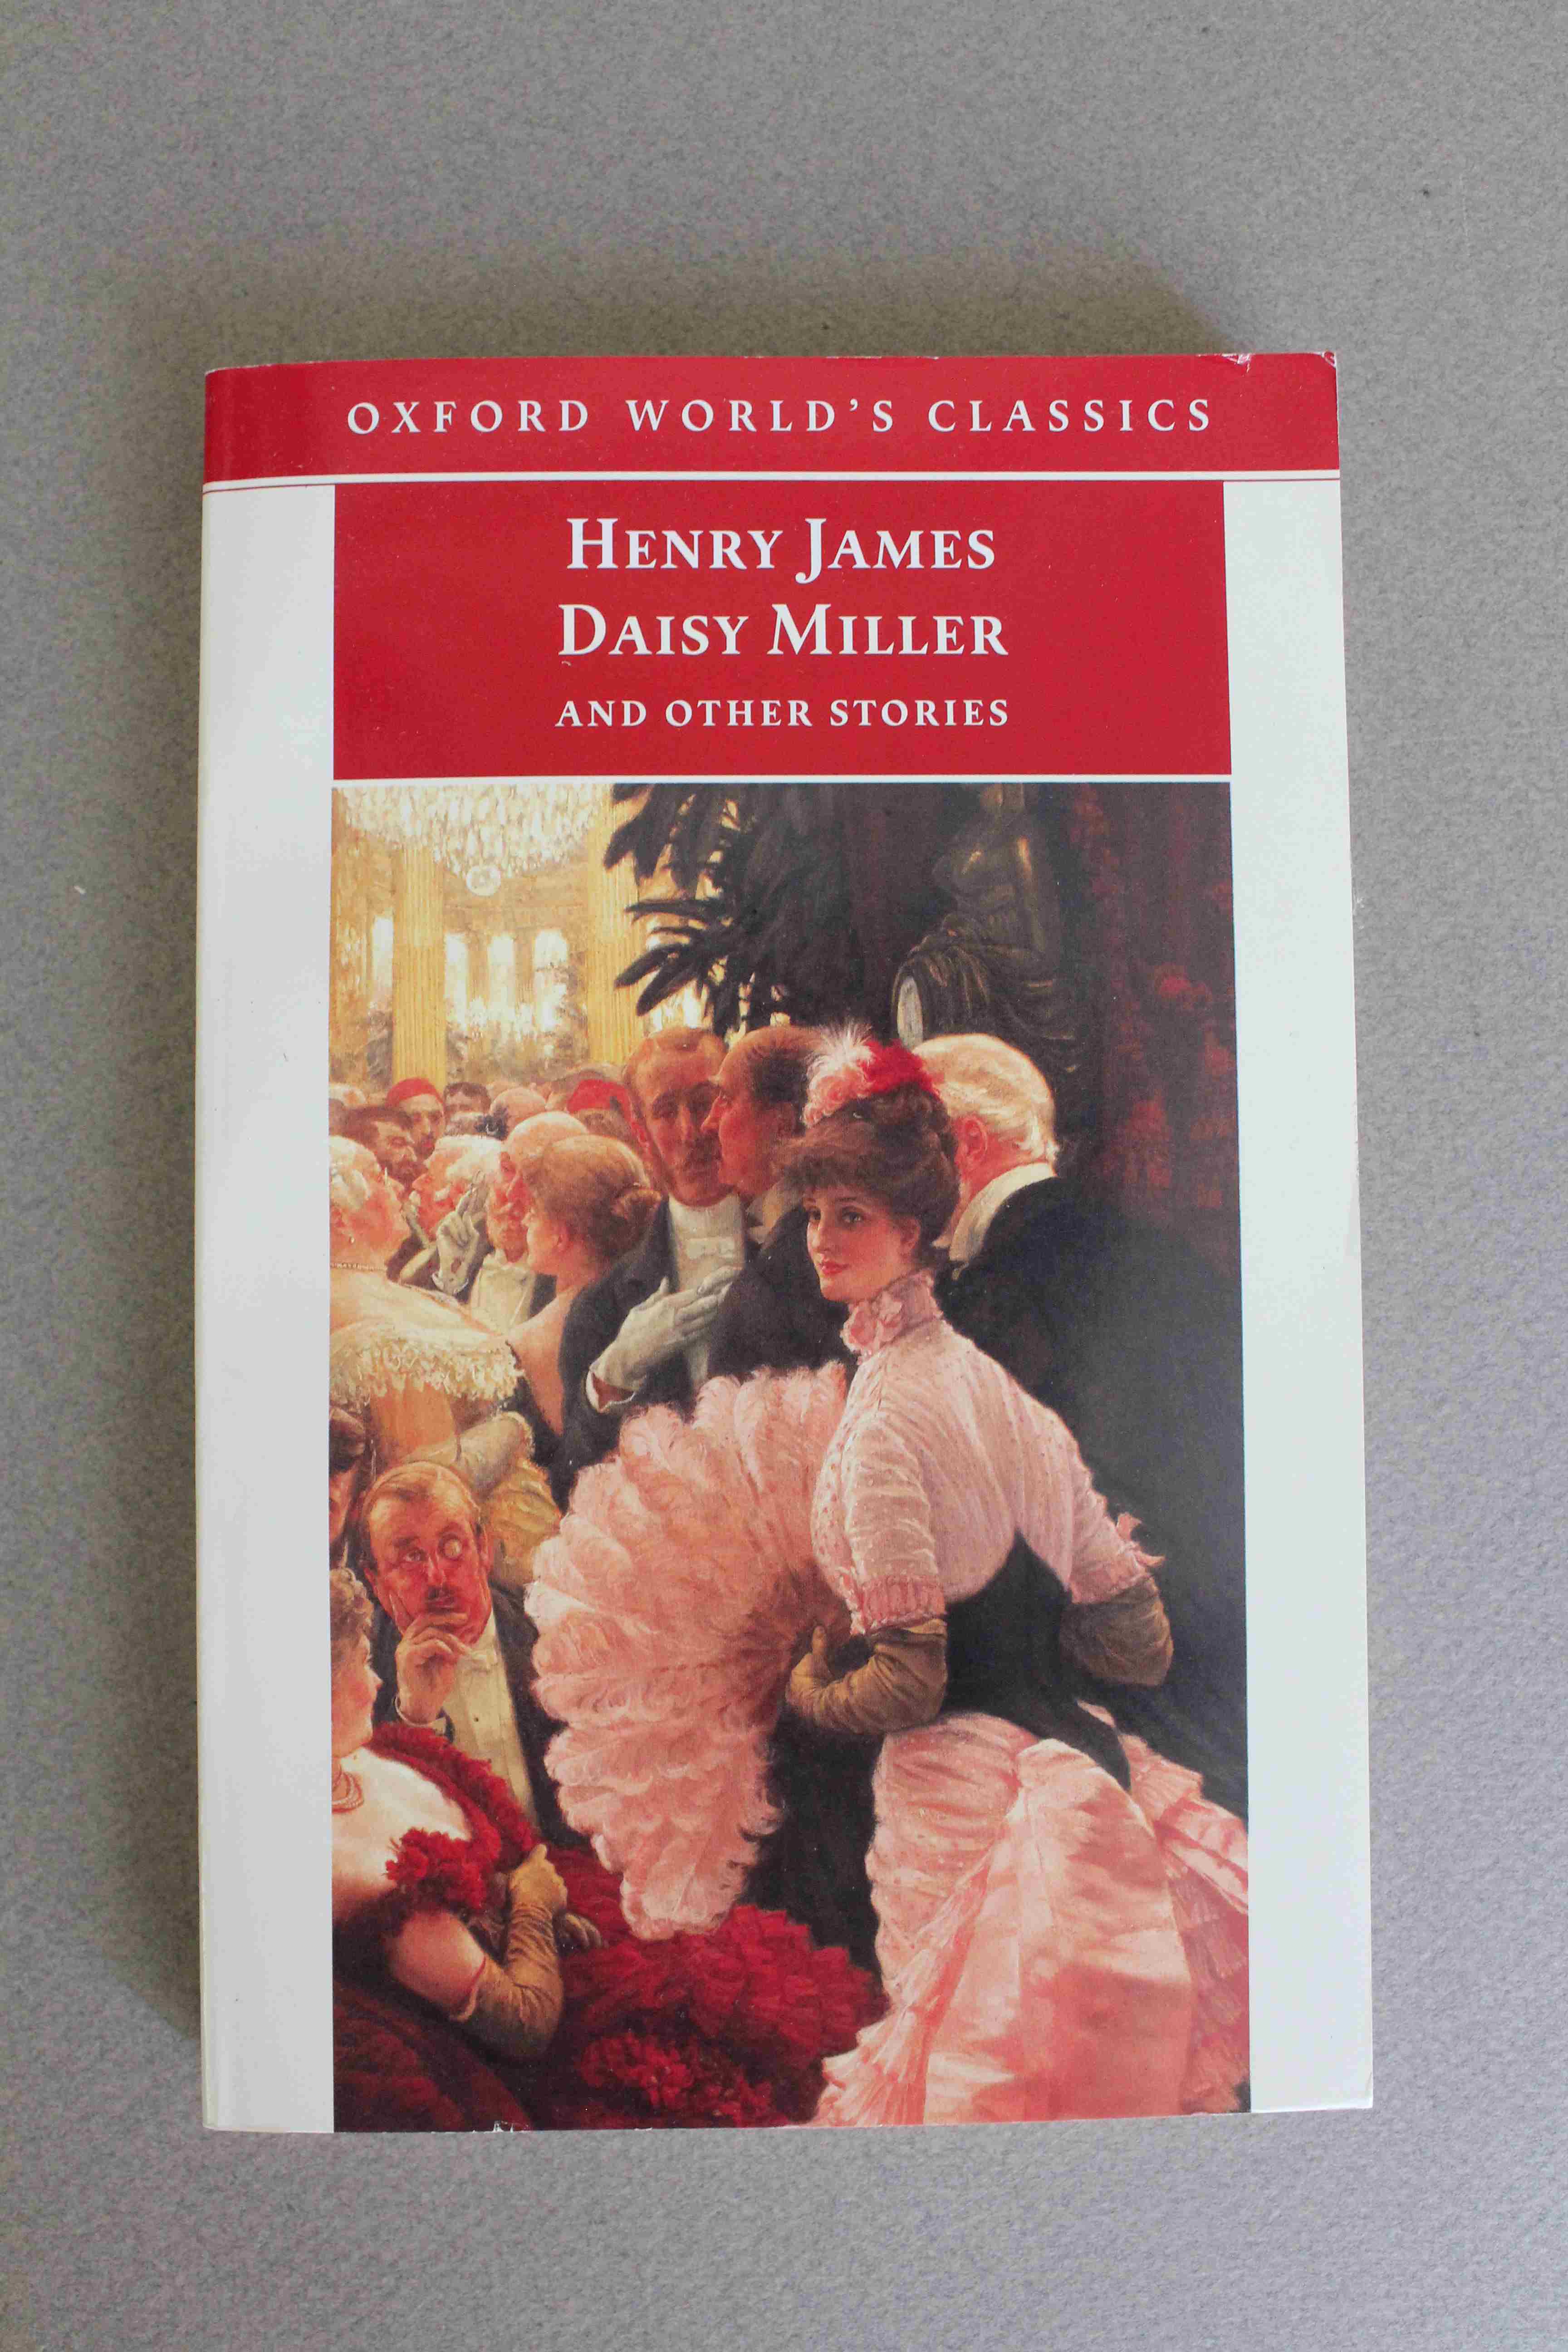 OXFORD WORLD'S CLASSICS
HENRY JAMES
DAISY MILLER
AND OTHER STORIES